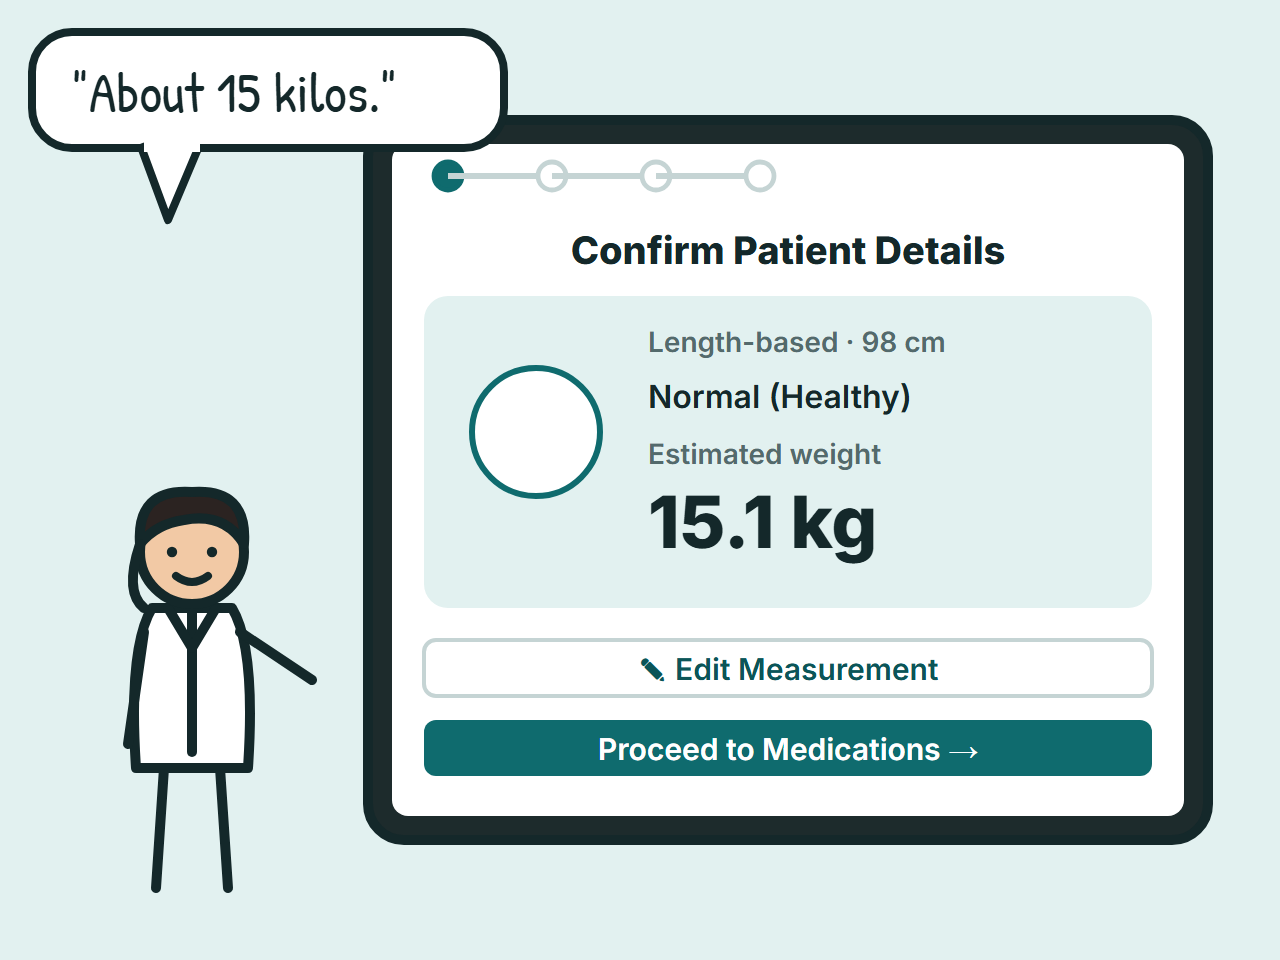 "About 15 kilos."
Confirm Patient Details
Length-based · 98 cm
Normal (Healthy)
Estimated weight
15.1 kg
Edit Measurement
Proceed to Medications →